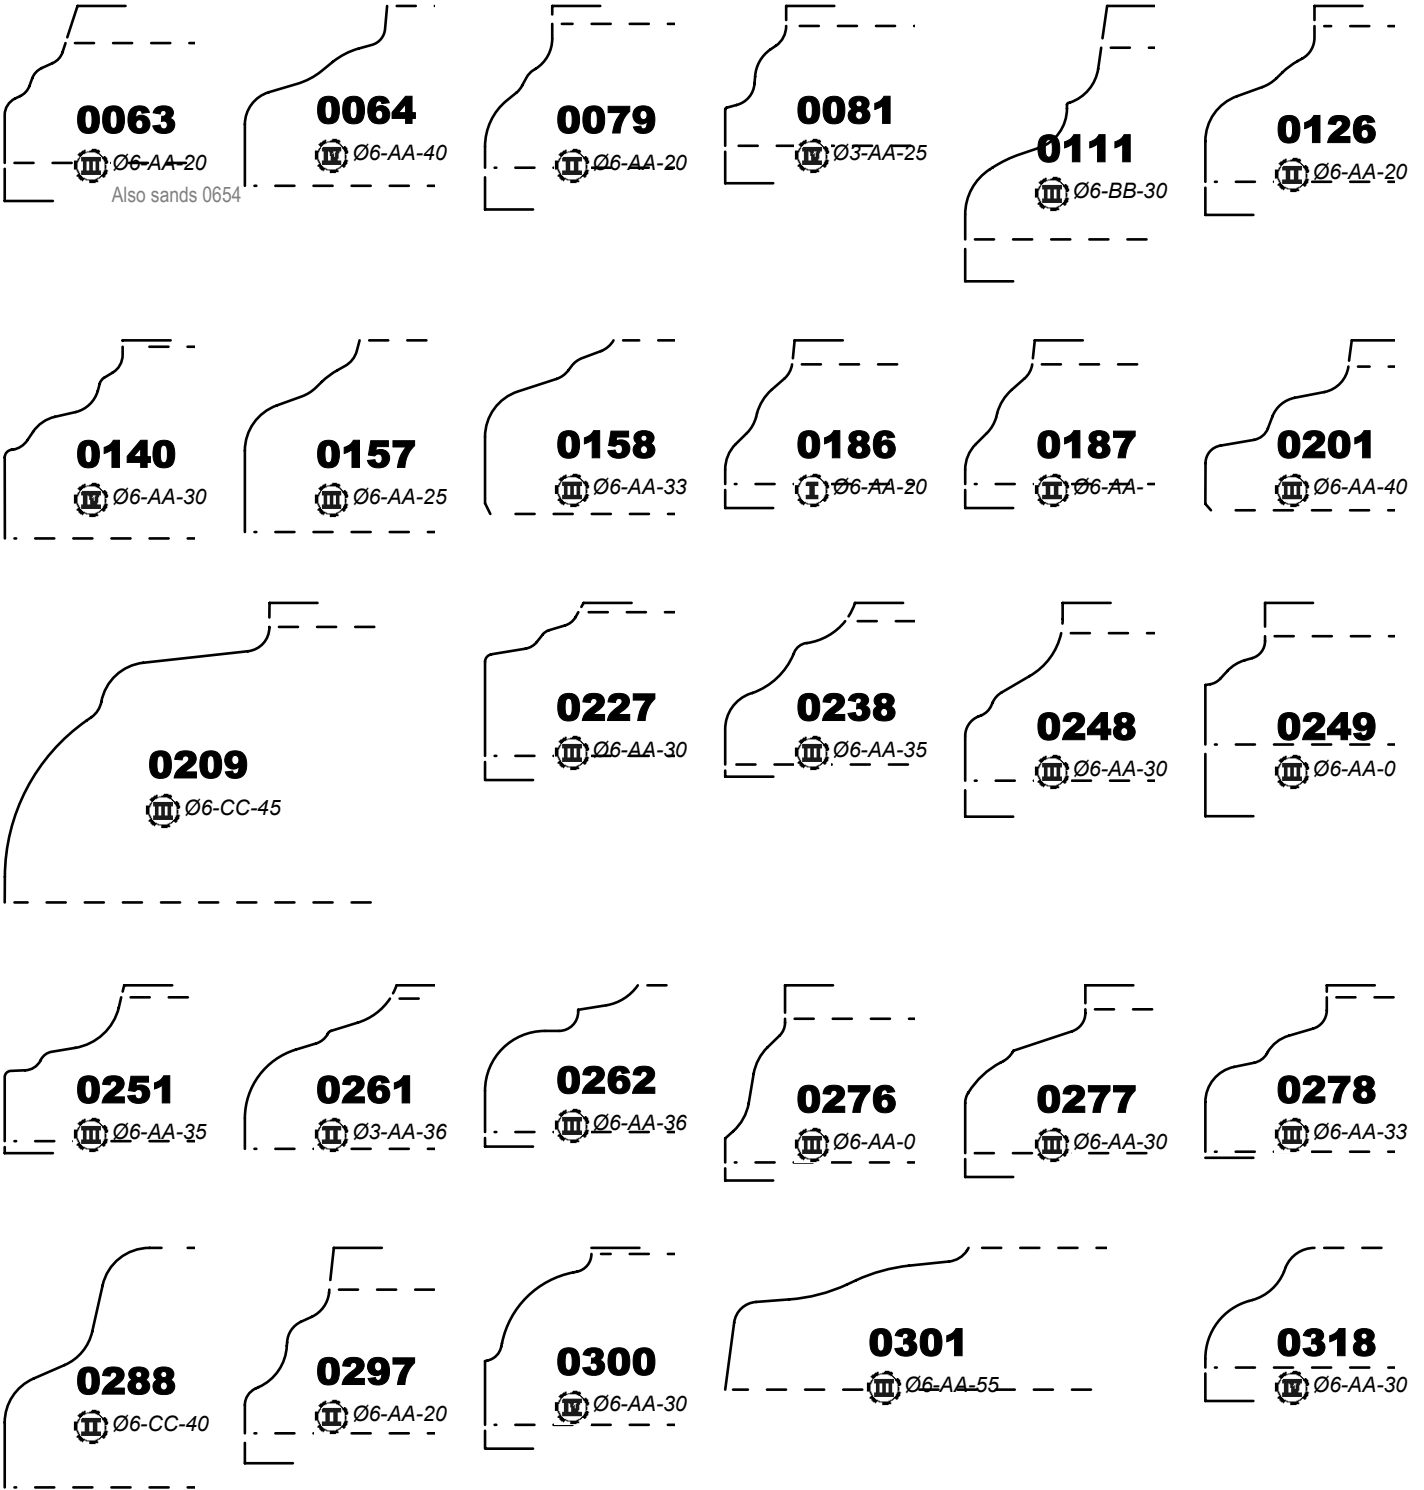 0063
III Ø6-AA-20
Also sands 0654
0064
IV Ø6-AA-40
0079
II Ø6-AA-20
0081
IV Ø3-AA-25
0111
III Ø6-BB-30
0126
II Ø6-AA-20
0140
IV Ø6-AA-30
0157
III Ø6-AA-25
0158
III Ø6-AA-33
0186
I Ø6-AA-20
0187
II Ø6-AA-
0201
III Ø6-AA-40
0209
III Ø6-CC-45
0227
III Ø6-AA-30
0238
III Ø6-AA-35
0248
III Ø6-AA-30
0249
III Ø6-AA-0
0251
III Ø6-AA-35
0261
II Ø3-AA-36
0262
III Ø6-AA-36
0276
III Ø6-AA-0
0277
III Ø6-AA-30
0278
III Ø6-AA-33
0288
II Ø6-CC-40
0297
II Ø6-AA-20
0300
IV Ø6-AA-30
0301
III Ø6-AA-55
0318
IV Ø6-AA-30